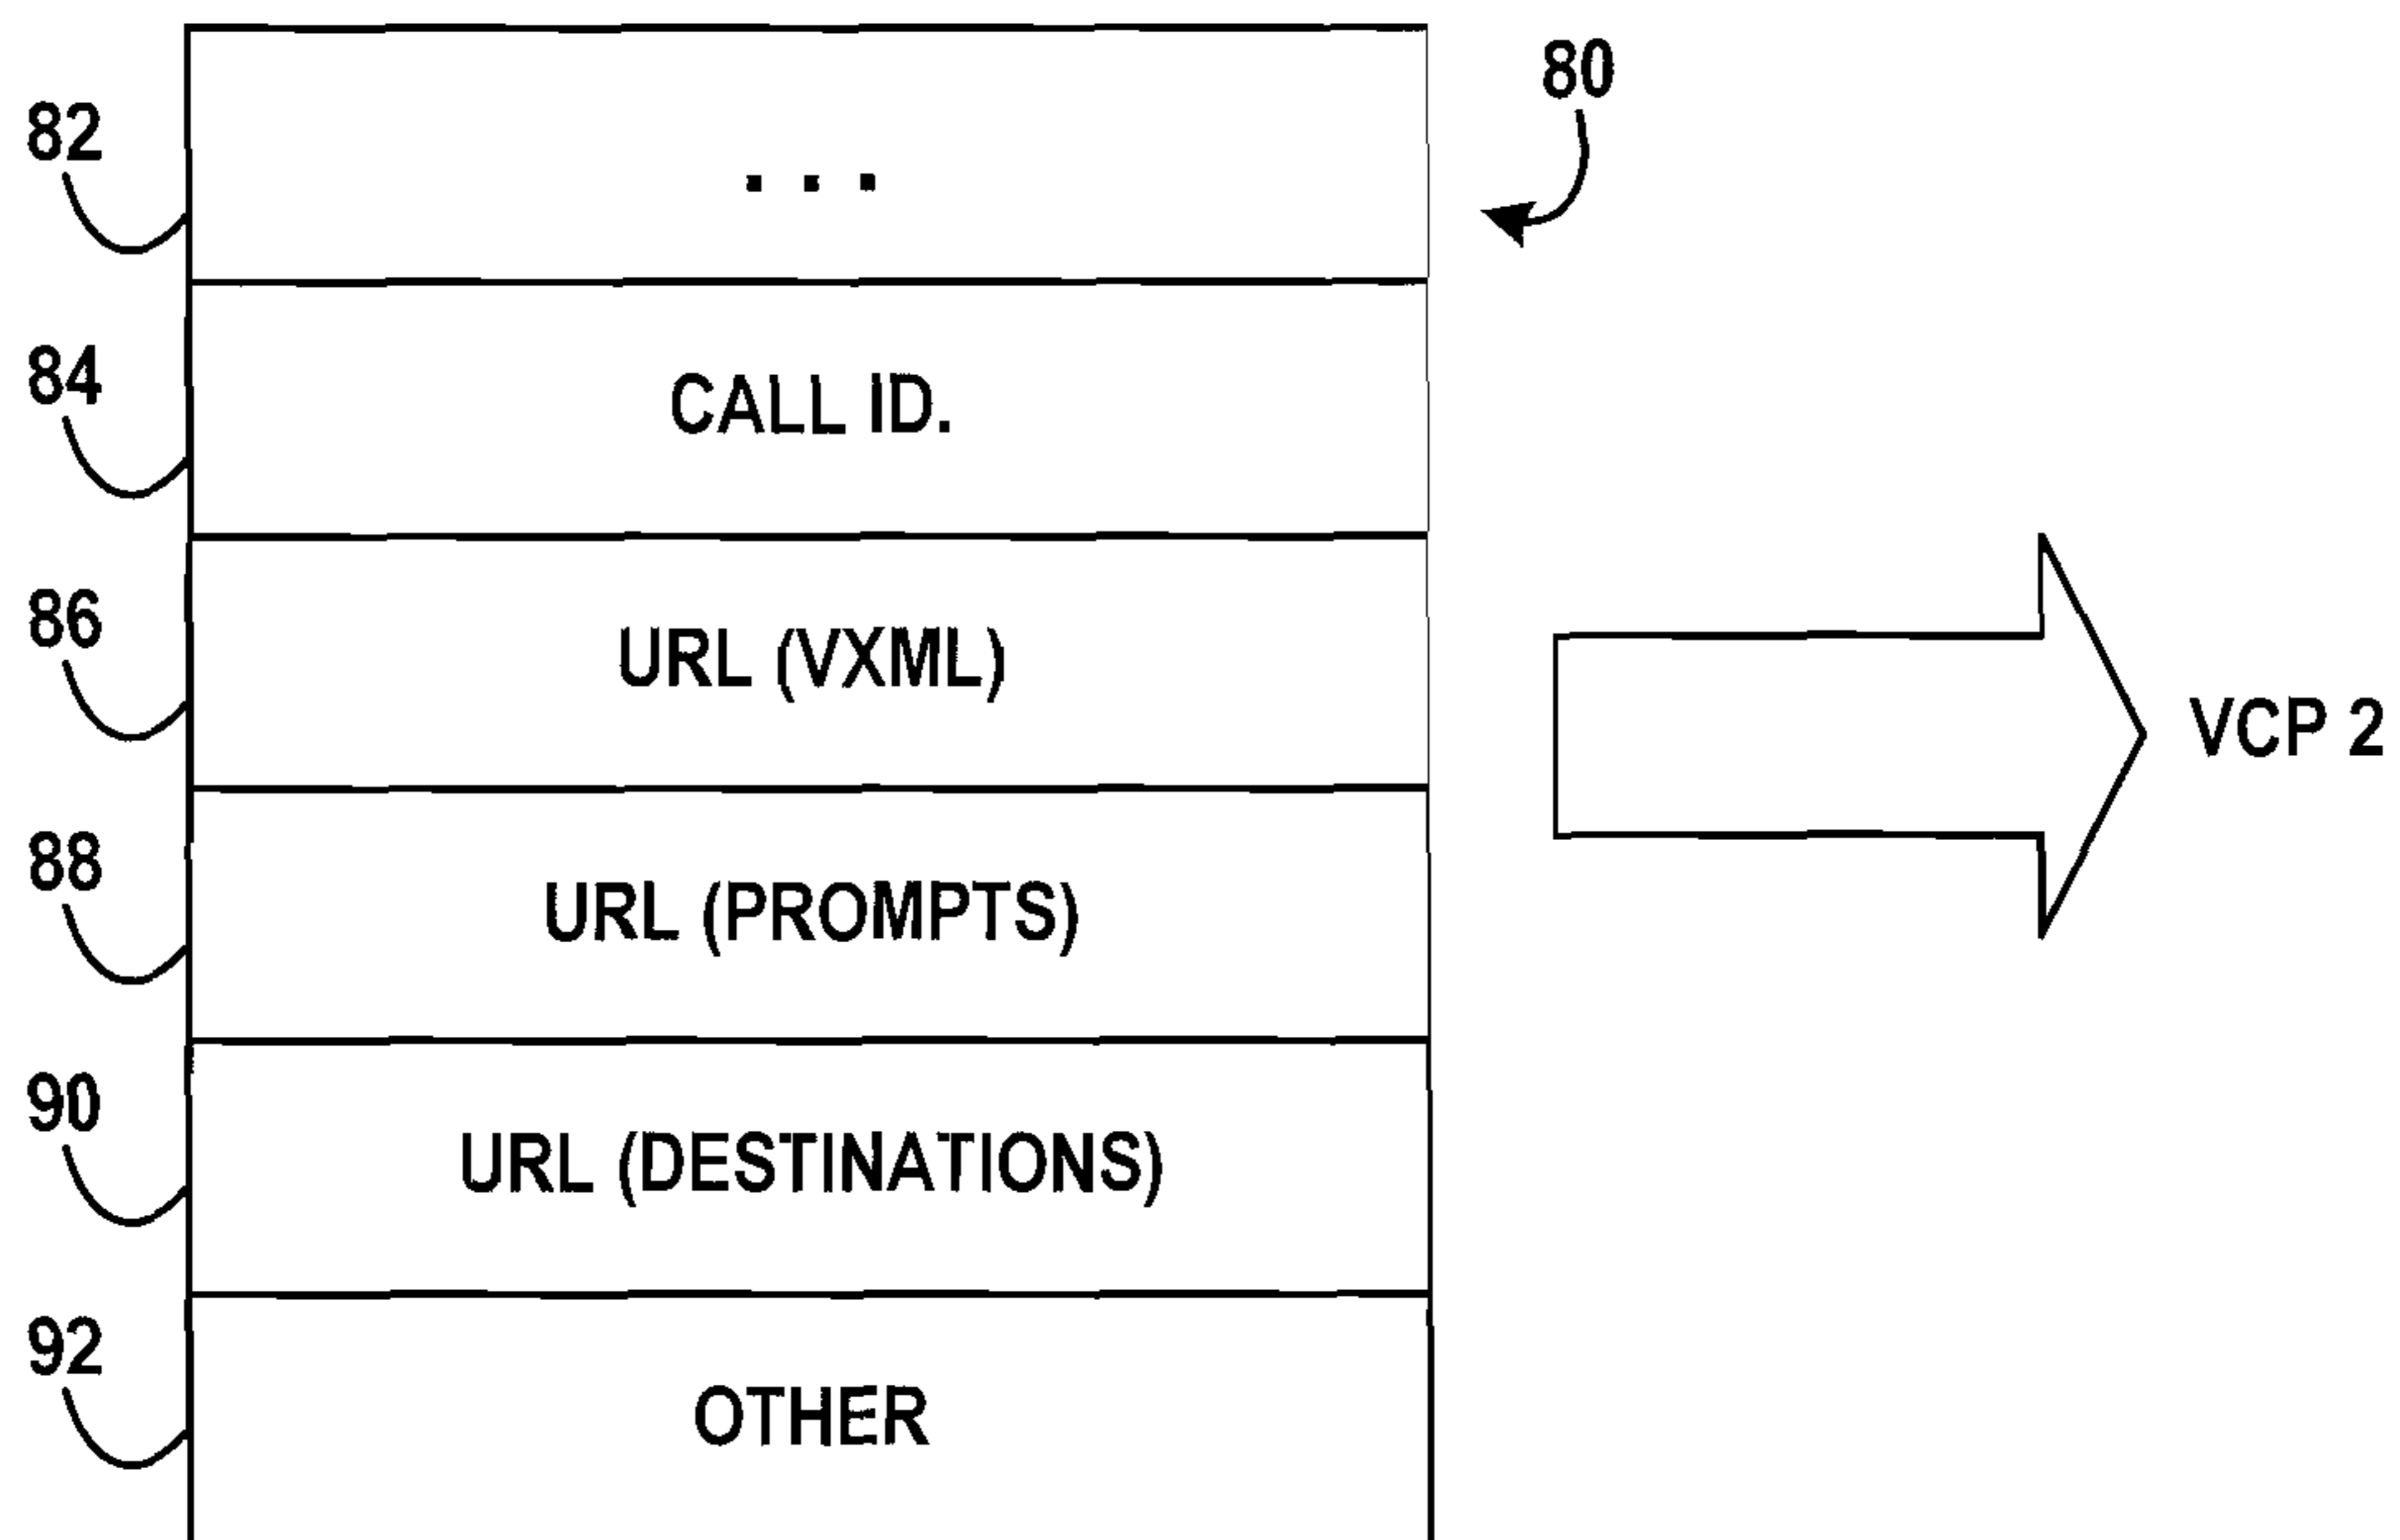 80
82
. . .
84
CALL ID.
86
URL (VXML)
VCP 2
88
URL (PROMPTS)
90
URL (DESTINATIONS)
92
OTHER